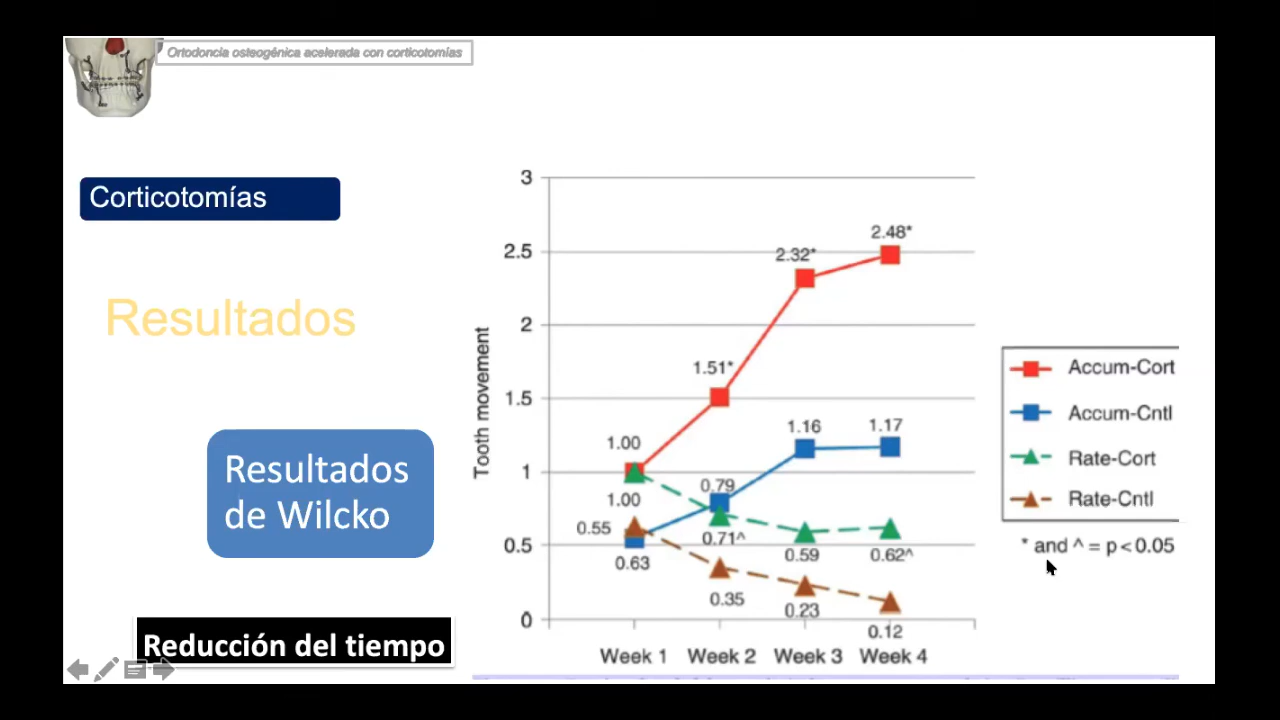 Ortodoncia osteogénica acelerada con corticotomías
Corticotomías
Resultados
Resultados
de Wilcko
Reducción del tiempo
Tooth movement
3
2.5
2
1.5
1
0.5
0
2.48*
2.32*
1.51*
1.00
1.16
1.17
0.79
1.00
0.55
0.63
0.71^
0.59
0.62^
0.35
0.23
0.12
Week 1 Week 2 Week 3 Week 4
Accum-Cort
Accum-Cntl
Rate-Cort
Rate-Cntl
* and ^ = p<0.05